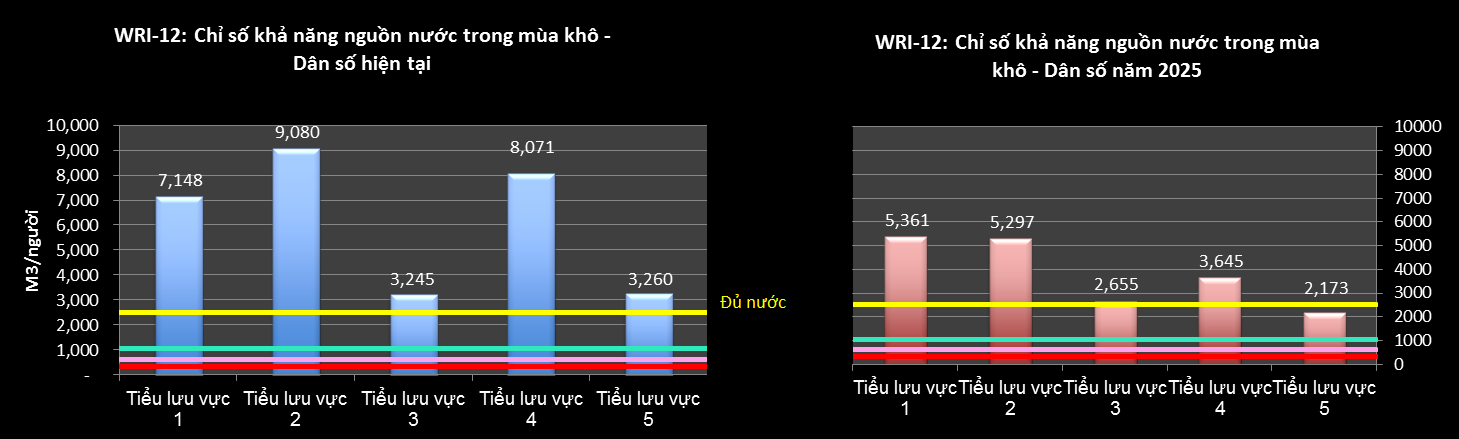 WRI-12: Chỉ số khả năng nguồn nước trong mùa khô -
Dân số hiện tại
M3/người
10,000
9,000
8,000
7,000
6,000
5,000
4,000
3,000
2,000
1,000
-
7,148
9,080
3,245
8,071
3,260
Tiểu lưu vực
1
Tiểu lưu vực
2
Tiểu lưu vực
3
Tiểu lưu vực
4
Tiểu lưu vực
5
Đủ nước
WRI-12: Chỉ số khả năng nguồn nước trong mùa
khô - Dân số năm 2025
5,361
5,297
2,655
3,645
2,173
10000
9000
8000
7000
6000
5000
4000
3000
2000
1000
0
Tiểu lưu vực
1
Tiểu lưu vực
2
Tiểu lưu vực
3
Tiểu lưu vực
4
Tiểu lưu vực
5